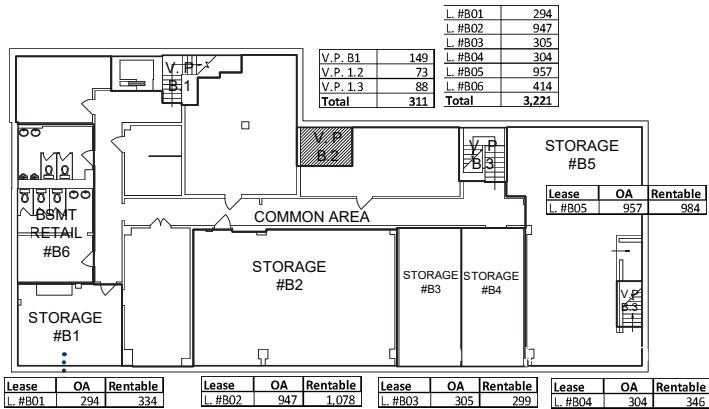 L. #B01 294
L. #B02 947
L. #B03 305
L. #B04 304
L. #B05 957
L. #B06 414
Total 3,221
V.P. B1 149
V.P. 1.2 73
V.P. 1.3 88
Total 311
V. P
B.1
V. P
B.2
V. P
B.3
STORAGE
#B5
Lease OA Rentable
L. #B05 957 984
BSMT
RETAIL
#B6
COMMON AREA
STORAGE
#B2
STORAGE
#B3
STORAGE
#B4
V.P
B.3
STORAGE
#B1
Lease OA Rentable
L. #B01 294 334
Lease OA Rentable
L. #B02 947 1,078
Lease OA Rentable
L. #B03 305 299
Lease OA Rentable
L. #B04 304 346